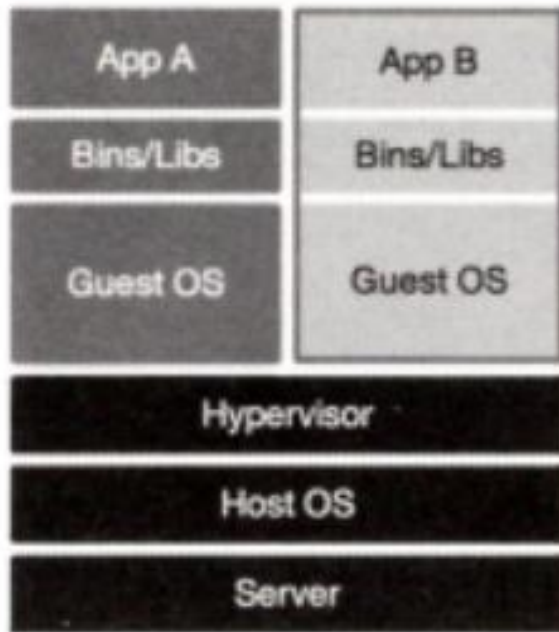 App A
App B
Bins/Libs
Bins/Libs
Guest OS
Guest OS
Hypervisor
Host OS
Server